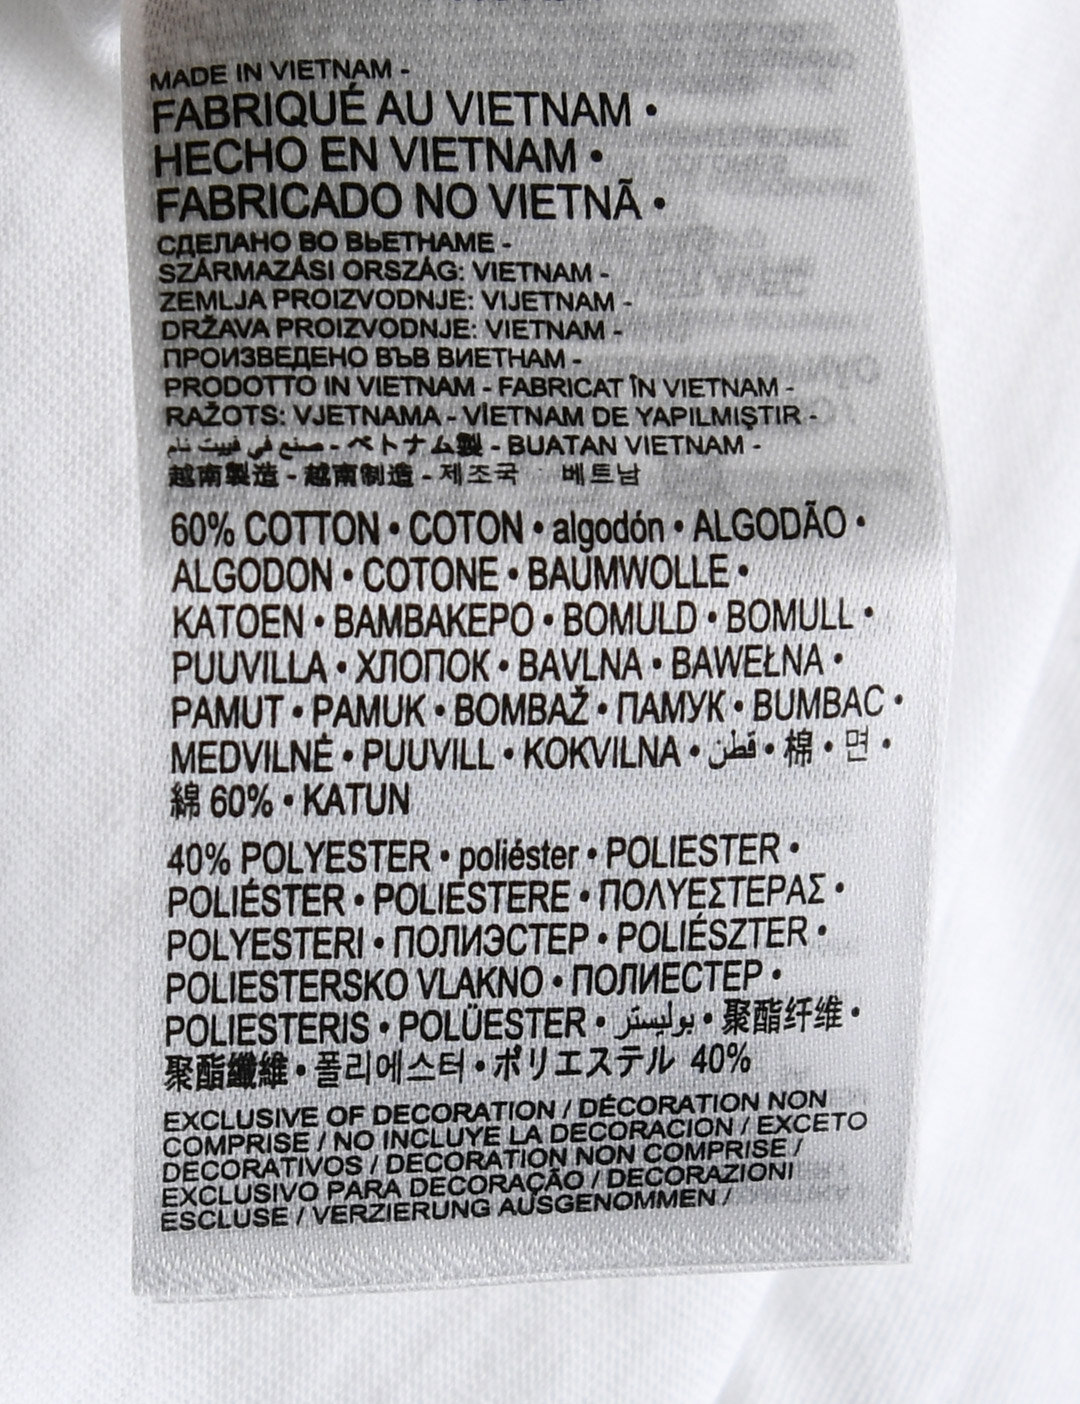 MADE IN VIETNAM -
FABRIQUÉ AU VIETNAM •
HECHO EN VIETNAM •
FABRICADO NO VIETNÃ •
СДЕЛАНО ВО ВЬЕТНАМЕ -
SZÁRMAZÁSI ORSZÁG: VIETNAM -
ZEMLJA PROIZVODNJE: VIJETNAM -
DRŽAVA PROIZVODNJE: VIETNAM -
ПРОИЗВЕДЕНО ВЪВ ВИЕТНАМ -
PRODOTTO IN VIETNAM - FABRICAT ÎN VIETNAM -
RAŽOTS: VJETNAMA - VİETNAM DE YAPILMIŞTIR -
صنع في فييت نام - ベトナム製 - BUATAN VIETNAM -
越南製造 - 越南制造 - 제조국 베트남
60% COTTON • COTON • algodón • ALGODÃO •
ALGODON • COTONE • BAUMWOLLE •
KATOEN • ΒΑΜΒΑΚΕΡΟ • BOMULD • BOMULL •
PUUVILLA • ХЛОПОК • BAVLNA • BAWEŁNA •
PAMUT • PAMUK • BOMBAŽ • ПАМУК • BUMBAC •
MEDVILNĖ • PUUVILL • KOKVILNA • قطن • 棉 • 면 •
綿 60% • KATUN
40% POLYESTER • poliéster • POLIESTER •
POLIÉSTER • POLIESTERE • ΠΟΛΥΕΣΤΕΡΑΣ •
POLYESTERI • ПОЛИЭСТЕР • POLIÉSZTER •
POLIESTERSKO VLAKNO • ПОЛИЕСТЕР •
POLIESTERIS • POLÜESTER • بوليستر • 聚酯纤维 •
聚酯纖維 • 폴리에스터 • ポリエステル 40%
EXCLUSIVE OF DECORATION / DÉCORATION NON
COMPRISE / NO INCLUYE LA DECORACION / EXCETO
DECORATIVOS / DECORATION NON COMPRISE /
EXCLUSIVO PARA DECORAÇÃO / DECORAZIONI
ESCLUSE / VERZIERUNG AUSGENOMMEN /